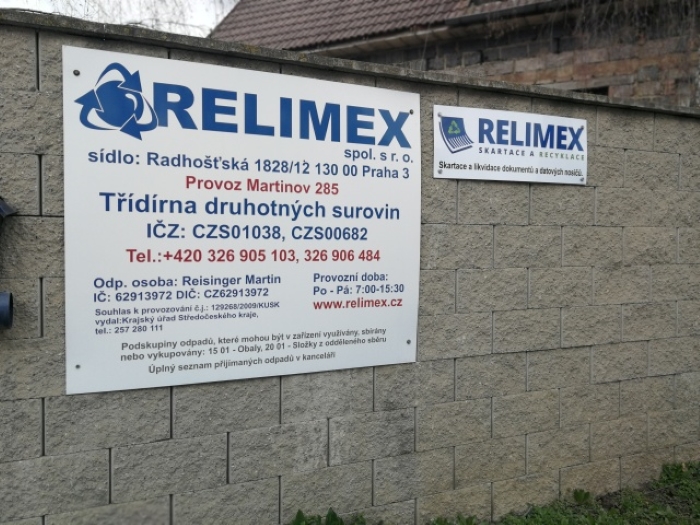 RELIMEX
spol. s r. o.
sídlo: Radhošťská 1828/12 130 00 Praha 3
Provoz Martinov 285
Třídírna druhotných surovin
IČZ: CZS01038, CZS00682
Tel.:+420 326 905 103, 326 906 484
Odp. osoba: Reisinger Martin
IČ: 62913972 DIČ: CZ62913972
Souhlas k provozování č.j.: 129268/2009/KUSK
vydal:Krajský úřad Středočeského kraje,
tel.: 257 280 111
Provozní doba:
Po - Pá: 7:00-15:30
www.relimex.cz
Podskupiny odpadů, které mohou být v zařízení využívány, sbírány
nebo vykupovány: 15 01 - Obaly, 20 01 - Složky z odděleného sběru
Úplný seznam přijímaných odpadů v kanceláři
RELIMEX
SKARTACE A RECYKLACE
Skartace a likvidace dokumentů a datových nosičů.